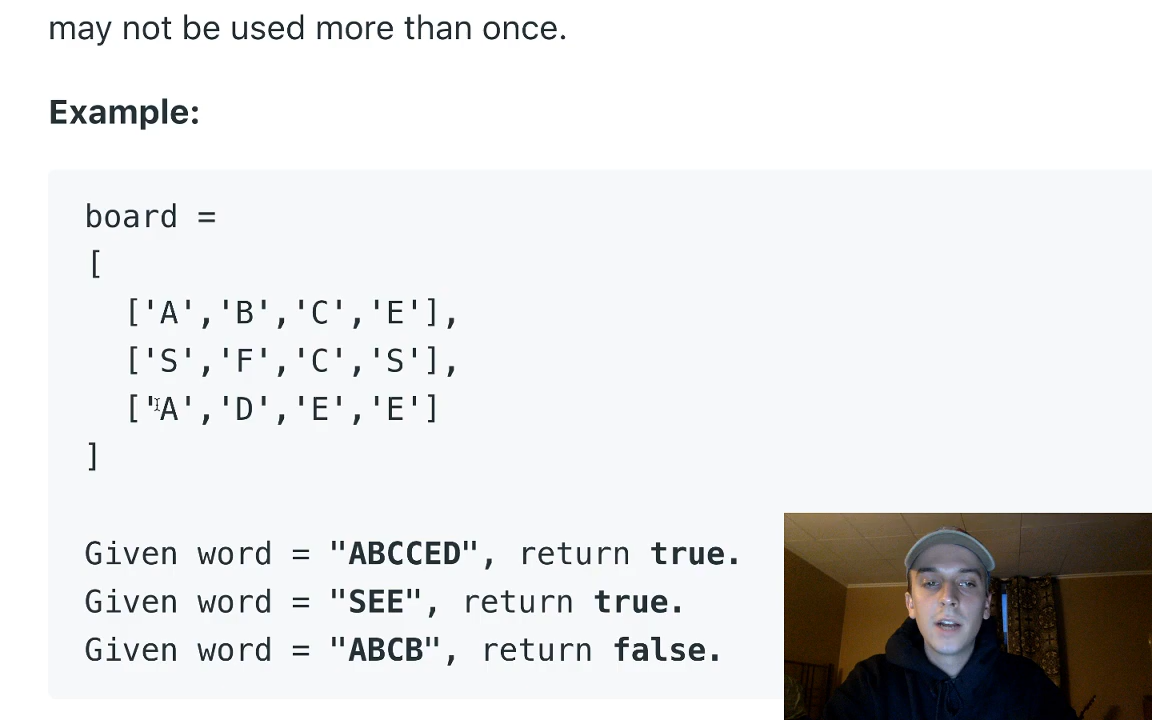 may not be used more than once.
Example:
board =
[
['A','B','C','E'],
['S','F','C','S'],
['A','D','E','E']
]
Given word = "ABCCED", return true.
Given word = "SEE", return true.
Given word = "ABCB", return false.